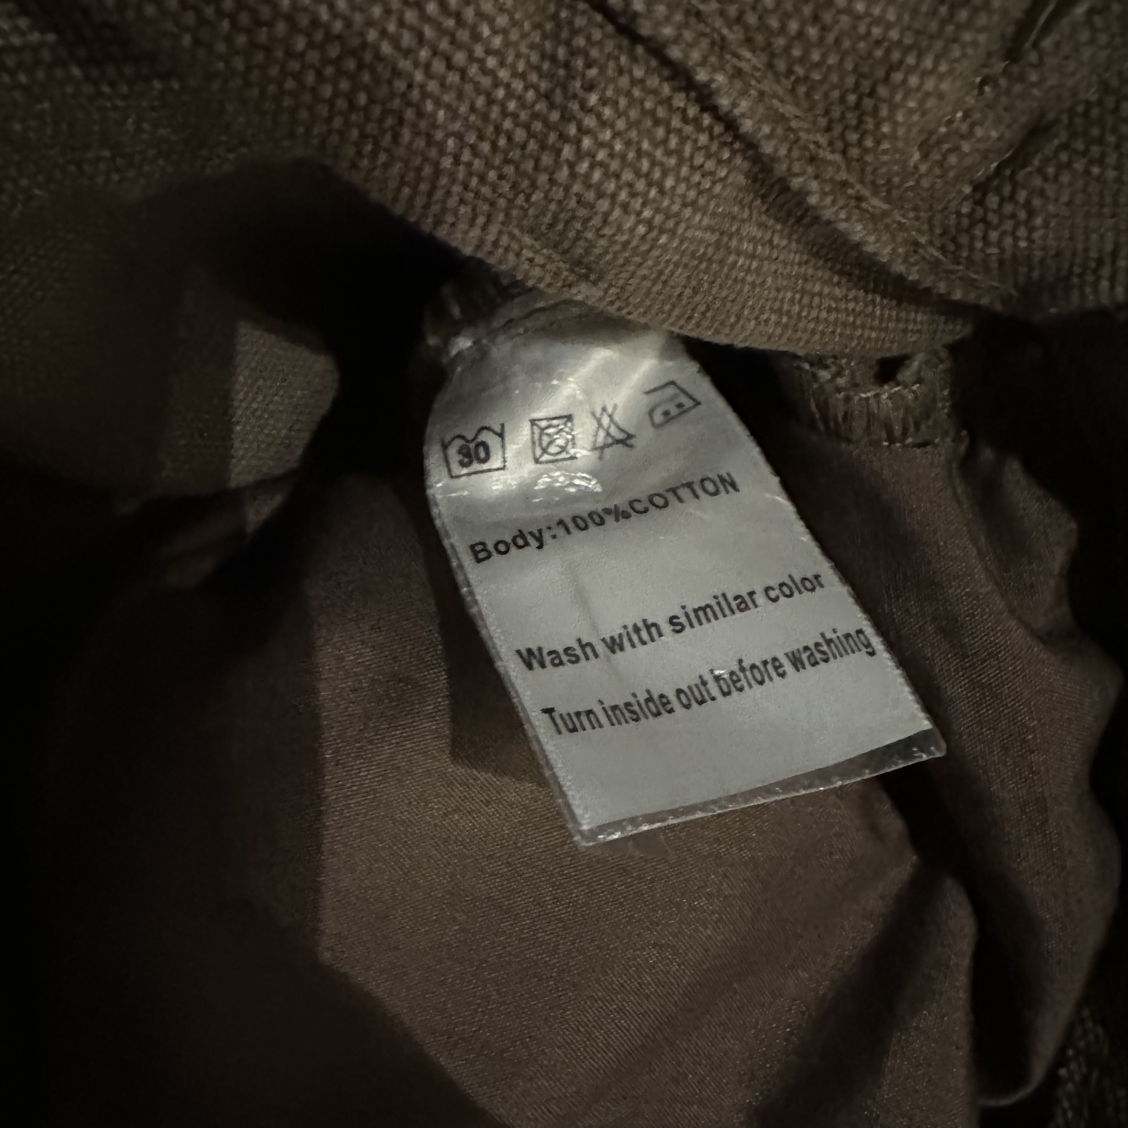 30
Body:100%COTTON
Wash with similar color
Turn inside out before washing